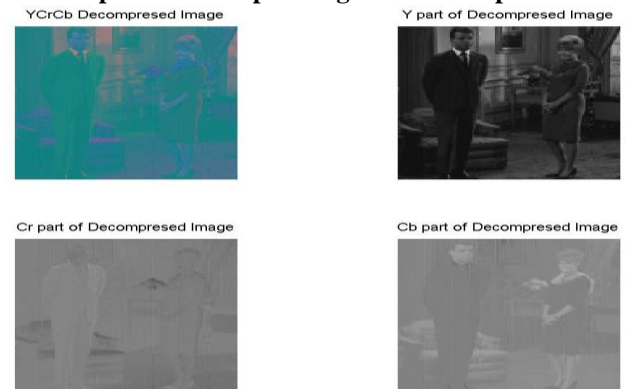 YCrCb Decompresed Image
Y part of Decompresed Image
Cr part of Decompresed Image
Cb part of Decompresed Image